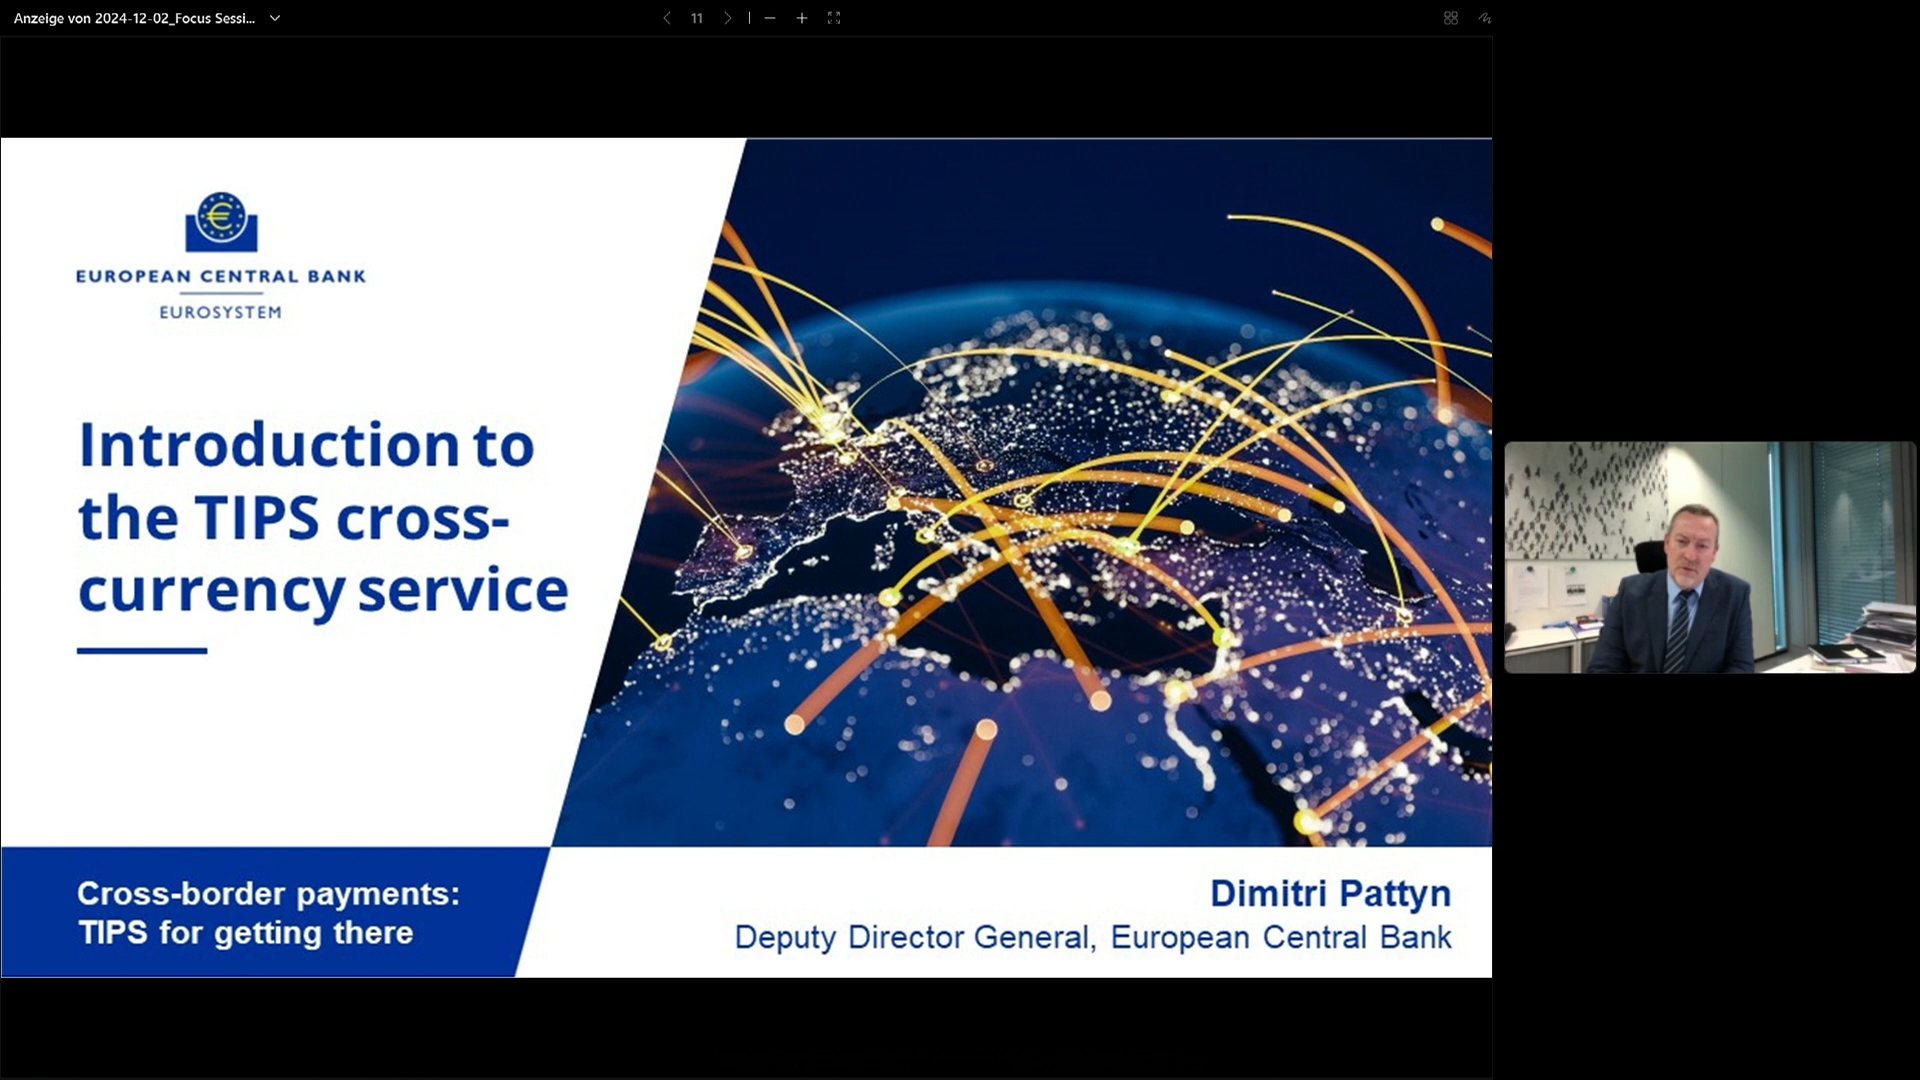 Anzeige von 2024-12-02_Focus Sessi...
11
€
EUROPEAN CENTRAL BANK
EUROSYSTEM
Introduction to
the TIPS cross-
currency service
Cross-border payments:
TIPS for getting there
Dimitri Pattyn
Deputy Director General, European Central Bank